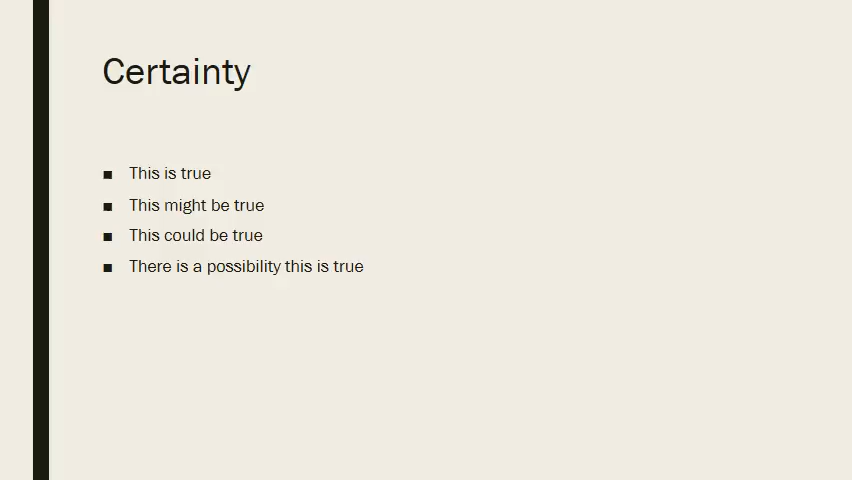 Certainty
■ This is true
■ This might be true
■ This could be true
■ There is a possibility this is true